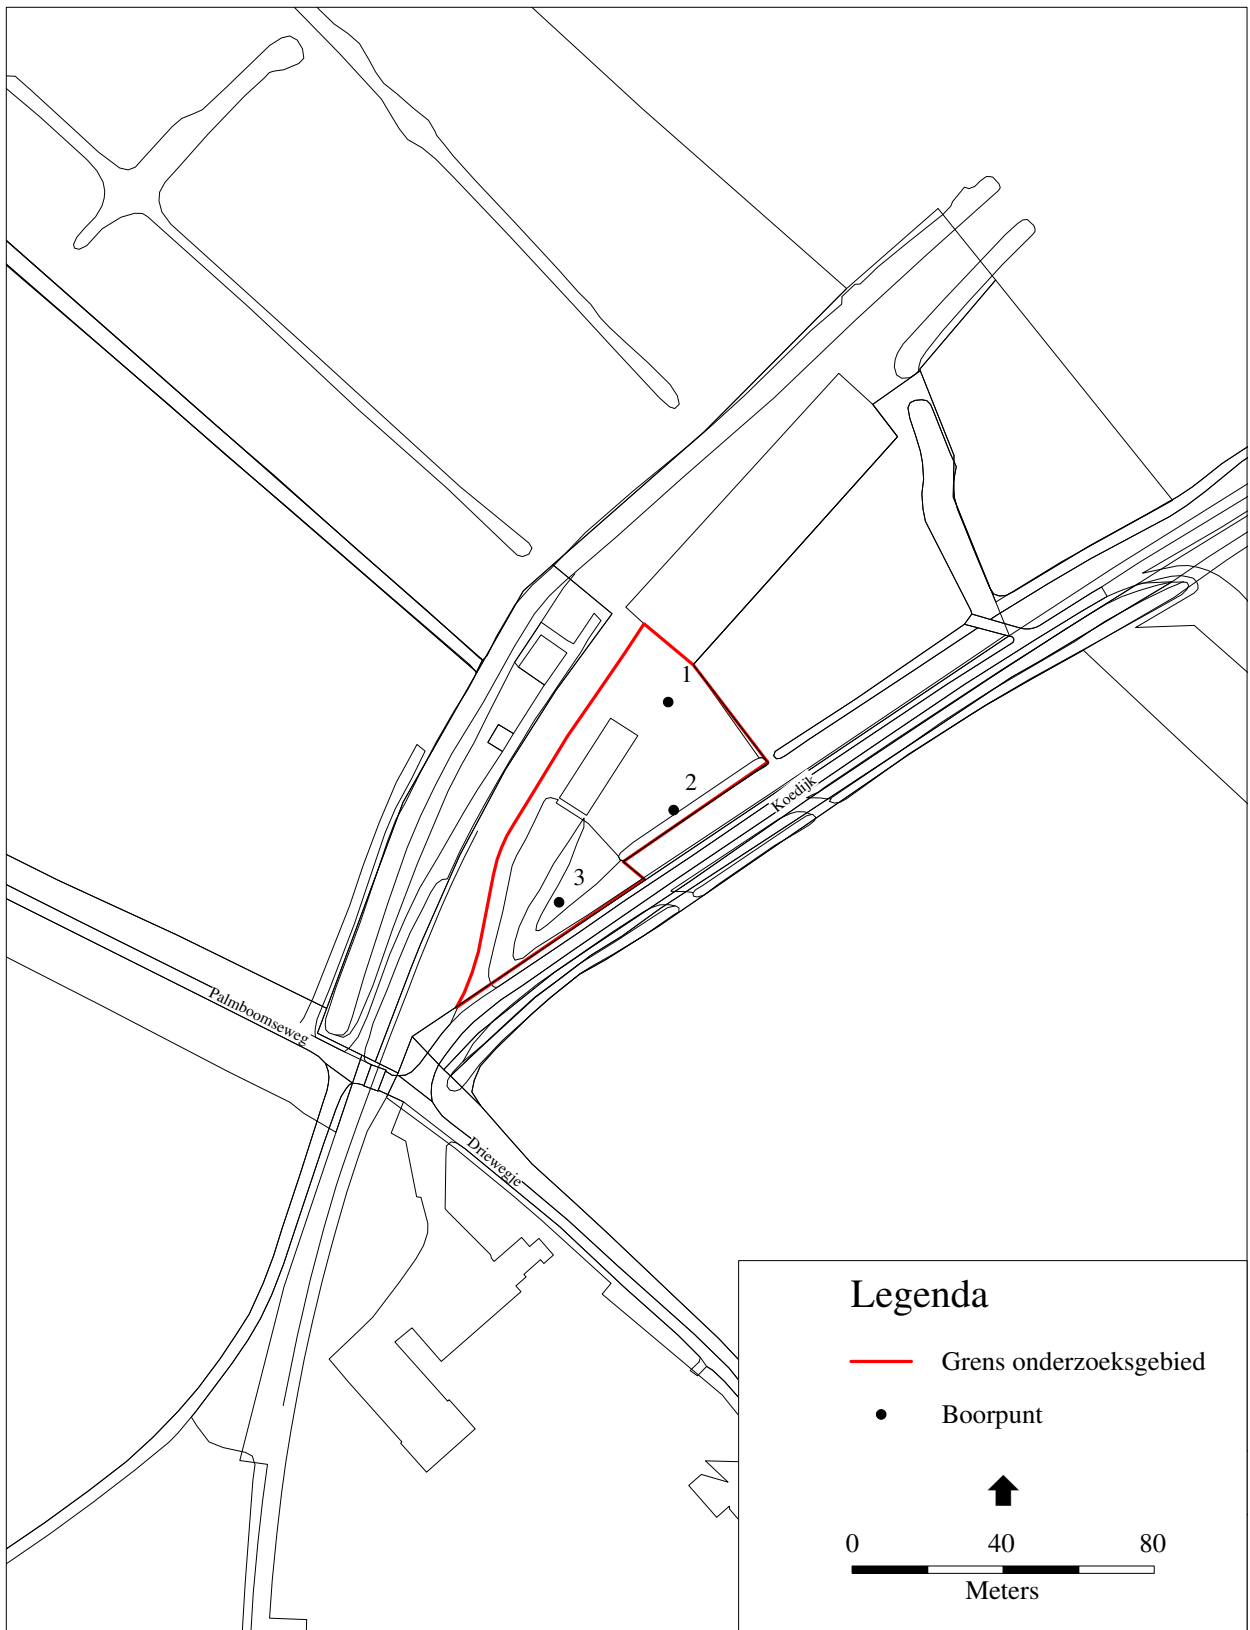 1
2
Koedijk
3
Palmboomseweg
Driewegje
Legenda
Grens onderzoeksgebied
Boorpunt
0 40 80
Meters